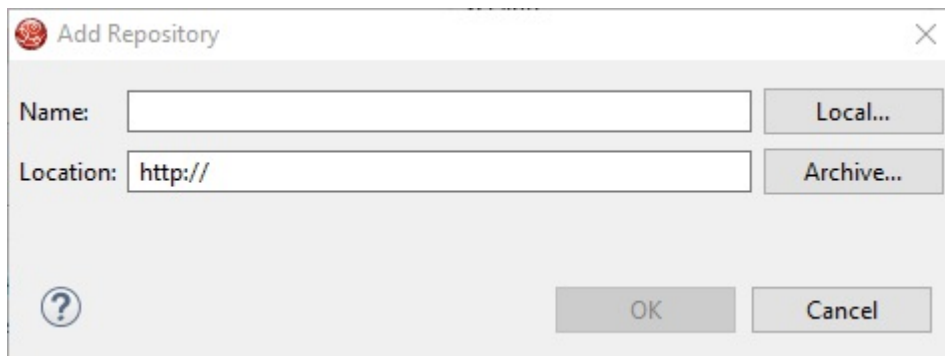 Add Repository
Name:
Local...
Location: http://
Archive...
?
OK
Cancel